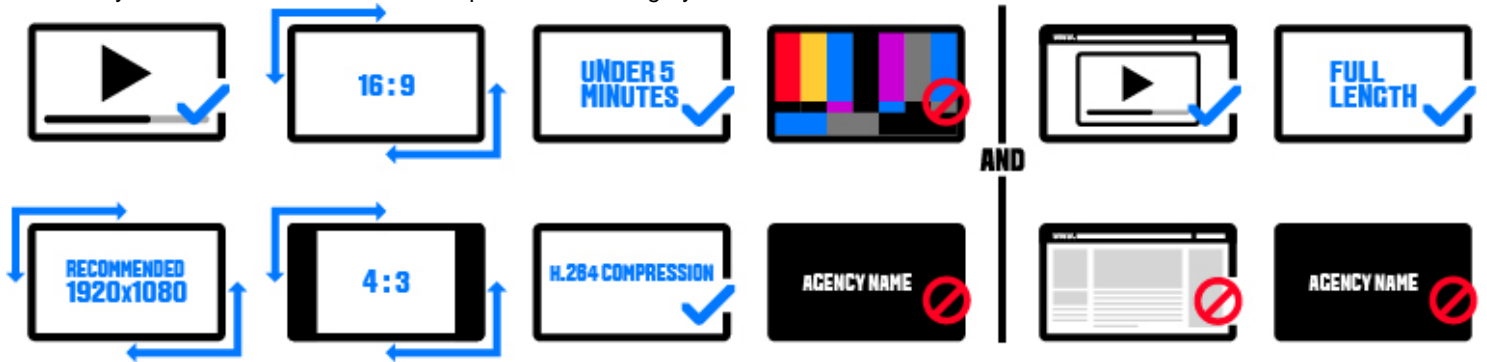 16:9
UNDER 5
MINUTES
FULL
LENGTH
AND
RECOMMENDED
1920x1080
4:3
H.264 COMPRESSION
AGENCY NAME
AGENCY NAME